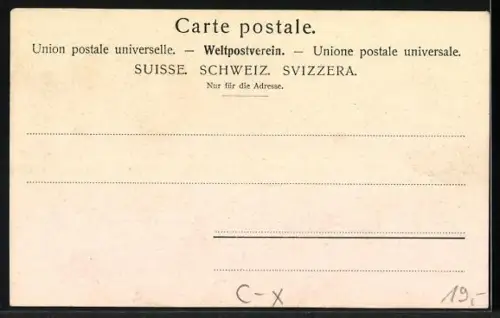 Carte postale.
Union postale universelle. — Weltpostverein. — Unione postale universale.
SUISSE. SCHWEIZ. SVIZZERA.
Nur für die Adresse.
C-x 19.-